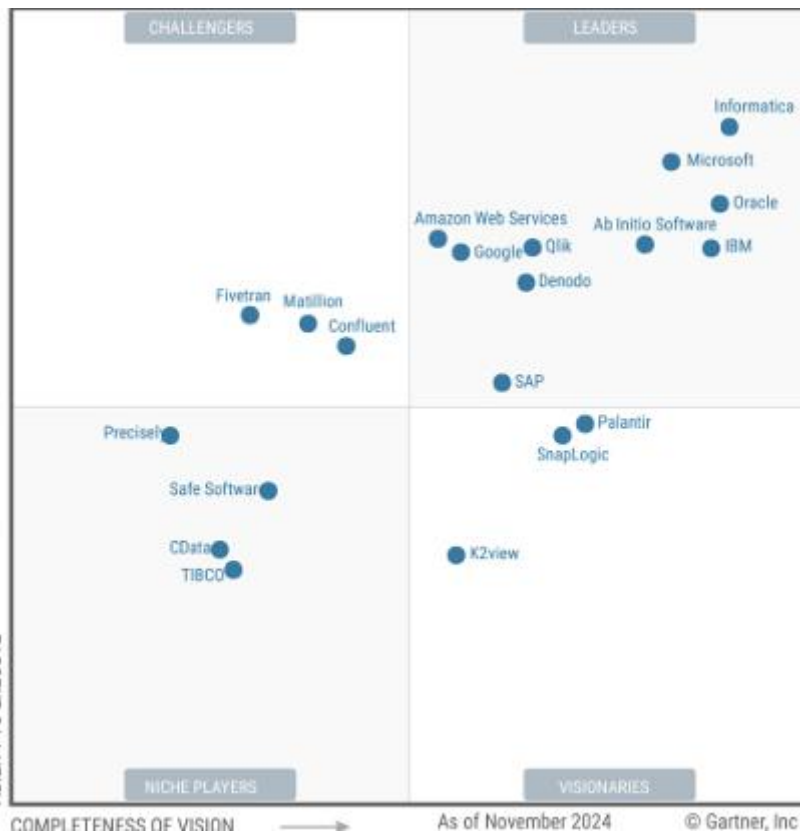 CHALLENGERS
LEADERS
Informatica
Microsoft
Oracle
Amazon Web Services
Ab Initio Software
Google
Qlik
IBM
Denodo
Fivetran
Matillion
Confluent
SAP
Precisely
Palantir
SnapLogic
Safe Softwar
CData
TIBCO
K2view
NICHE PLAYERS
VISIONARIES
COMPLETENESS OF VISION
As of November 2024
© Gartner, Inc